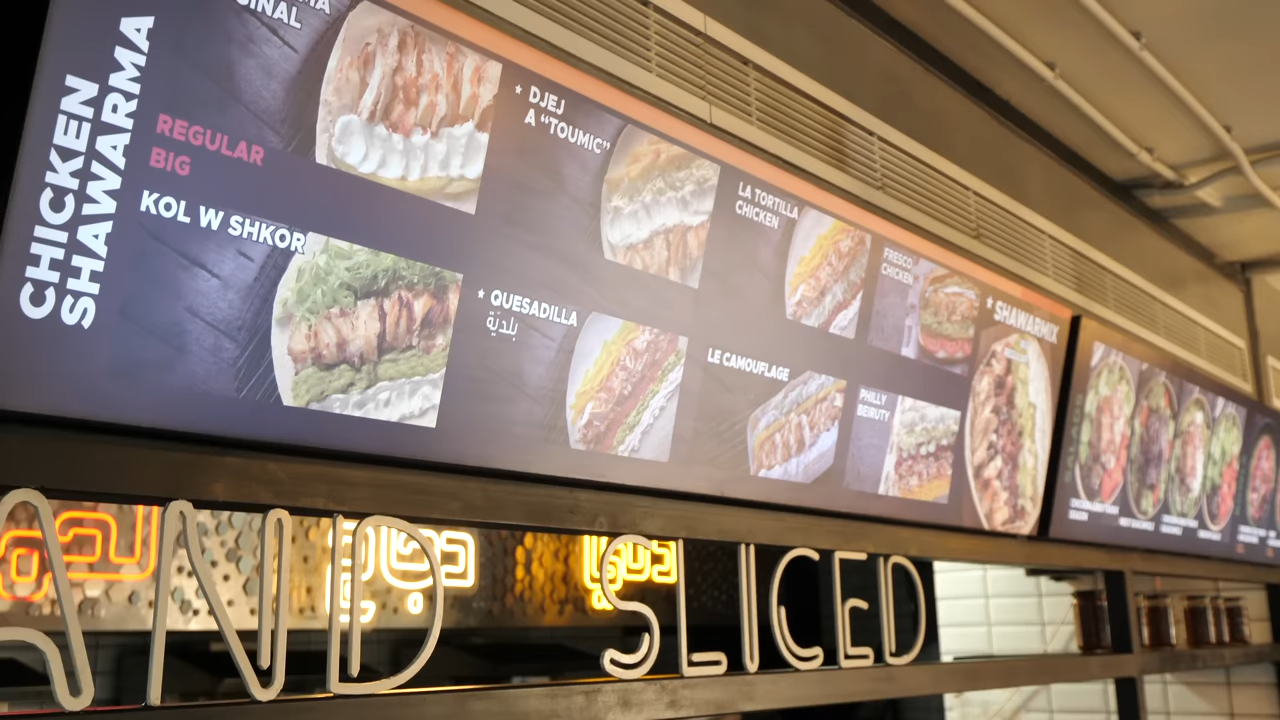 CHICKEN
SHAWARMA
REGULAR
BIG
KOL W SHKOR
* DJEJ
A “TOUMIC”
* QUESADILLA
بلديّة
LA TORTILLA
CHICKEN
LE CAMOUFLAGE
FRESCO
CHICKEN
PHILLY
BEIRUTY
* SHAWARMIX
دجاج
AND SLICED